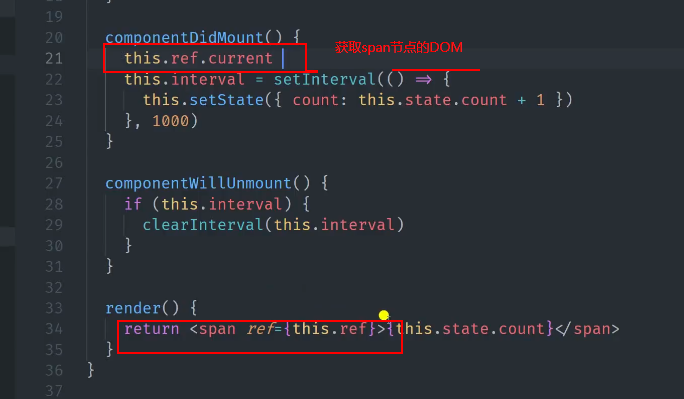 19
20 componentDidMount() {
获取span节点的DOM
21 this.ref.current
22 this.interval = setInterval(() => {
23 this.setState({ count: this.state.count + 1 })
24 }, 1000)
25 }
26
27 componentWillUnmount() {
28 if (this.interval) {
29 clearInterval(this.interval)
30 }
31 }
32
33 render() {
34 return <span ref={this.ref}>{this.state.count}</span>
35 }
36 }
37